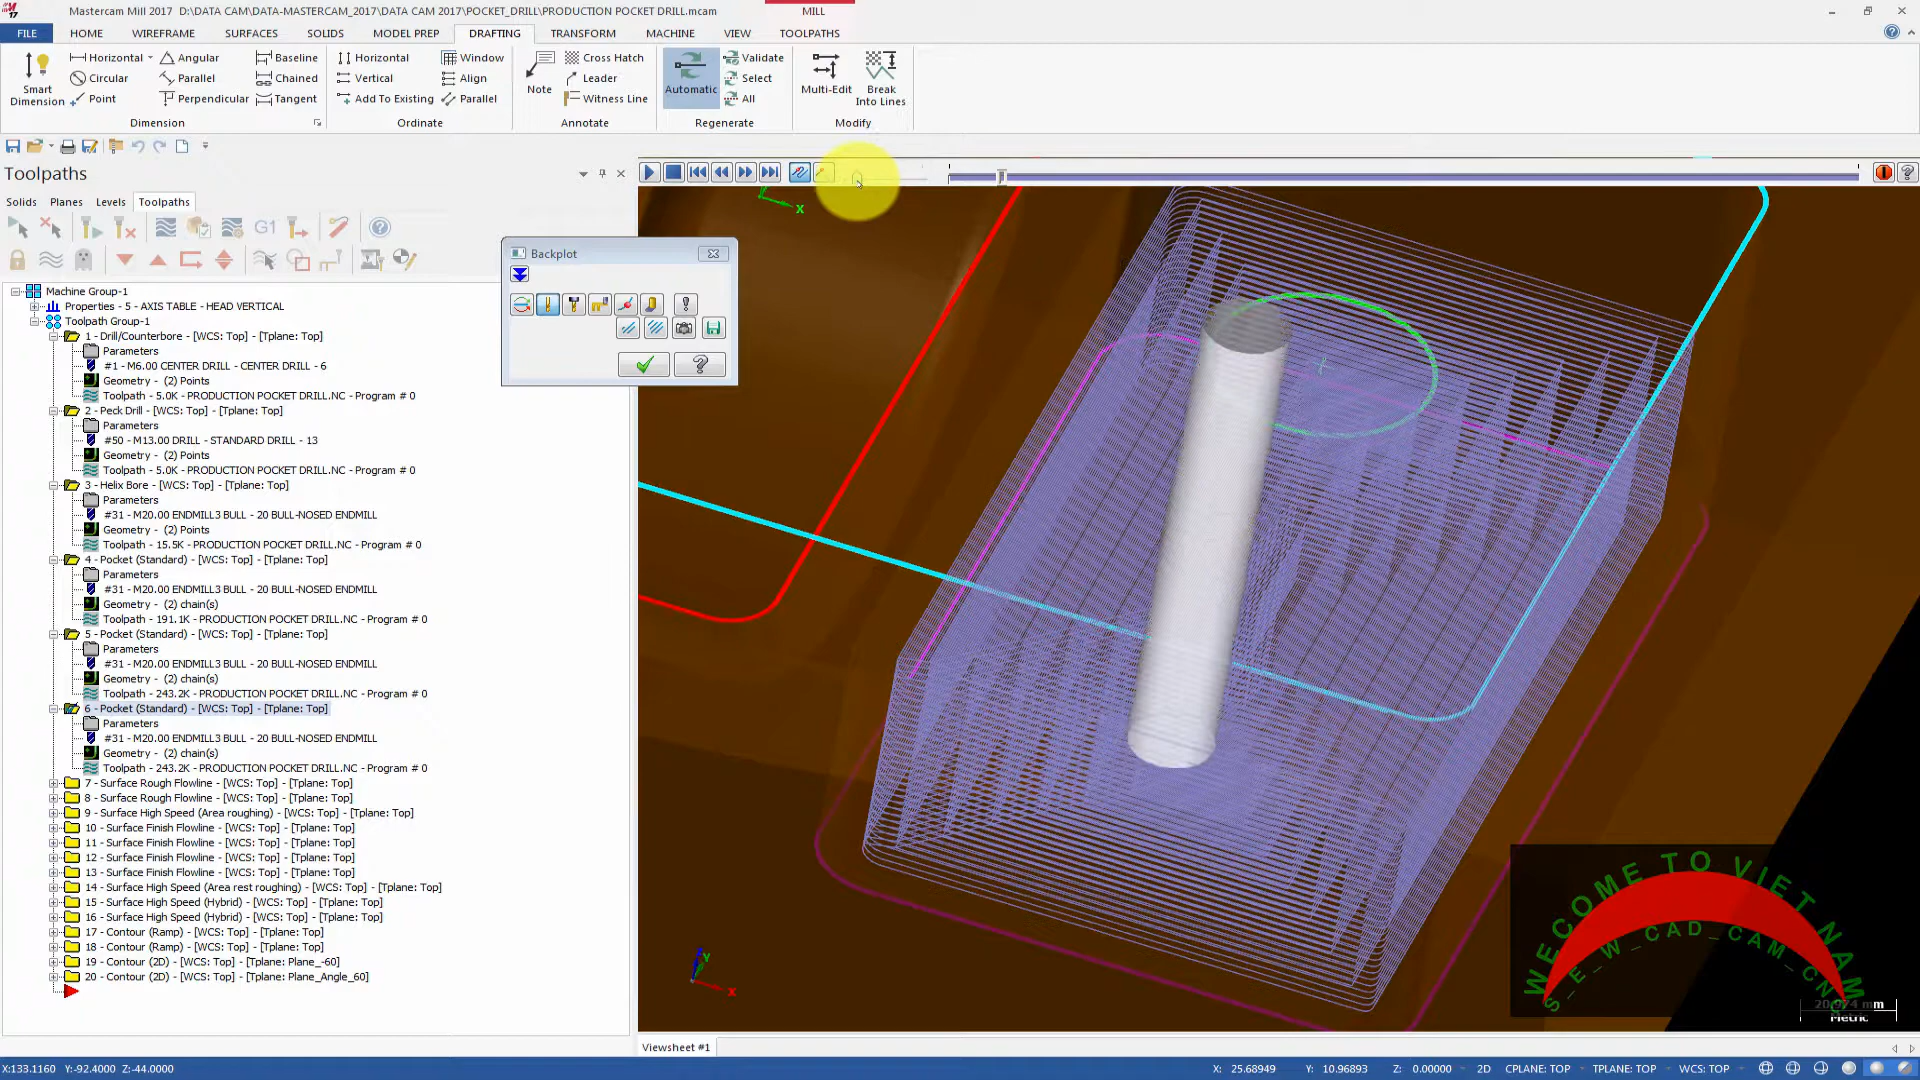 Mastercam Mill 2017  D:\DATA CAM\DATA-MASTERCAM_2017\DATA CAM 2017\POCKET_DRILL\PRODUCTION POCKET DRILL.mcam
MILL
FILE HOME WIREFRAME SURFACES SOLIDS MODEL PREP DRAFTING TRANSFORM MACHINE VIEW TOOLPATHS
Smart Dimension
Horizontal
Circular
Point
Angular
Parallel
Perpendicular
Baseline
Chained
Tangent
Dimension
Horizontal
Vertical
Add To Existing
Window
Align
Parallel
Ordinate
Note
Cross Hatch
Leader
Witness Line
Annotate
Automatic
Validate
Select
All
Regenerate
Multi-Edit
Break Into Lines
Modify
Toolpaths
Solids Planes Levels Toolpaths
G1
Machine Group-1
Properties - 5 - AXIS TABLE - HEAD VERTICAL
Toolpath Group-1
1 - Drill/Counterbore - [WCS: Top] - [Tplane: Top]
Parameters
#1 - M6.00 CENTER DRILL - CENTER DRILL - 6
Geometry - (2) Points
Toolpath - 5.0K - PRODUCTION POCKET DRILL.NC - Program # 0
2 - Peck Drill - [WCS: Top] - [Tplane: Top]
Parameters
#50 - M13.00 DRILL - STANDARD DRILL - 13
Geometry - (2) Points
Toolpath - 5.0K - PRODUCTION POCKET DRILL.NC - Program # 0
3 - Helix Bore - [WCS: Top] - [Tplane: Top]
Parameters
#31 - M20.00 ENDMILL3 BULL - 20 BULL-NOSED ENDMILL
Geometry - (2) Points
Toolpath - 15.5K - PRODUCTION POCKET DRILL.NC - Program # 0
4 - Pocket (Standard) - [WCS: Top] - [Tplane: Top]
Parameters
#31 - M20.00 ENDMILL3 BULL - 20 BULL-NOSED ENDMILL
Geometry - (2) chain(s)
Toolpath - 191.1K - PRODUCTION POCKET DRILL.NC - Program # 0
5 - Pocket (Standard) - [WCS: Top] - [Tplane: Top]
Parameters
#31 - M20.00 ENDMILL3 BULL - 20 BULL-NOSED ENDMILL
Geometry - (2) chain(s)
Toolpath - 243.2K - PRODUCTION POCKET DRILL.NC - Program # 0
6 - Pocket (Standard) - [WCS: Top] - [Tplane: Top]
Parameters
#31 - M20.00 ENDMILL3 BULL - 20 BULL-NOSED ENDMILL
Geometry - (2) chain(s)
Toolpath - 243.2K - PRODUCTION POCKET DRILL.NC - Program # 0
7 - Surface Rough Flowline - [WCS: Top] - [Tplane: Top]
8 - Surface Rough Flowline - [WCS: Top] - [Tplane: Top]
9 - Surface High Speed (Area roughing) - [WCS: Top] - [Tplane: Top]
10 - Surface Finish Flowline - [WCS: Top] - [Tplane: Top]
11 - Surface Finish Flowline - [WCS: Top] - [Tplane: Top]
12 - Surface Finish Flowline - [WCS: Top] - [Tplane: Top]
13 - Surface Finish Flowline - [WCS: Top] - [Tplane: Top]
14 - Surface High Speed (Area rest roughing) - [WCS: Top] - [Tplane: Top]
15 - Surface High Speed (Hybrid) - [WCS: Top] - [Tplane: Top]
16 - Surface High Speed (Hybrid) - [WCS: Top] - [Tplane: Top]
17 - Contour (Ramp) - [WCS: Top] - [Tplane: Top]
18 - Contour (Ramp) - [WCS: Top] - [Tplane: Top]
19 - Contour (2D) - [WCS: Top] - [Tplane: Plane_-60]
20 - Contour (2D) - [WCS: Top] - [Tplane: Plane_Angle_60]
Backplot
X
Y
X
WECOME TO VIET NAM
S_E_W_CAD_CAM_CNS
mm
Metric
Viewsheet #1
X:133.1160 Y:-92.4000 Z:-44.0000
X: 25.68949 Y: 10.96893 Z: 0.00000 2D CPLANE: TOP TPLANE: TOP WCS: TOP